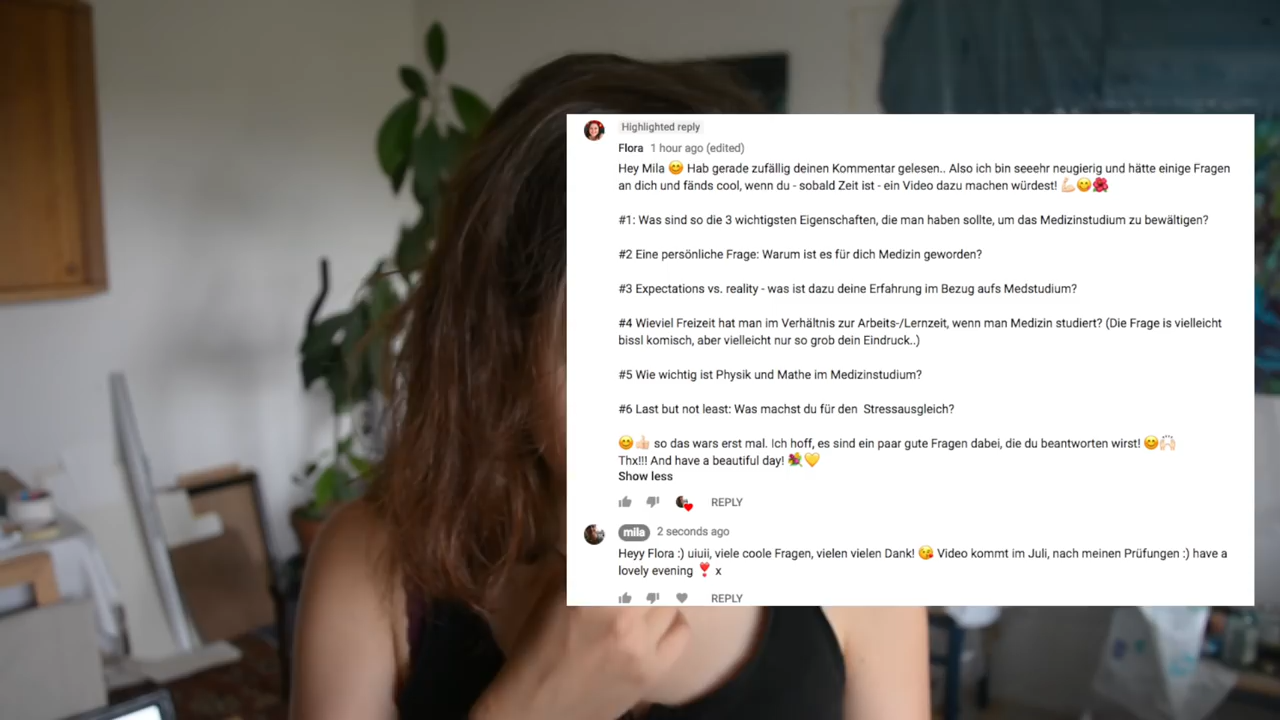 Highlighted reply
Flora 1 hour ago (edited)
Hey Mila 😊 Hab gerade zufällig deinen Kommentar gelesen.. Also ich bin seeehr neugierig und hätte einige Fragen
an dich und fänds cool, wenn du - sobald Zeit ist - ein Video dazu machen würdest! 💪🏻😋🌺
#1: Was sind so die 3 wichtigsten Eigenschaften, die man haben sollte, um das Medizinstudium zu bewältigen?
#2 Eine persönliche Frage: Warum ist es für dich Medizin geworden?
#3 Expectations vs. reality - was ist dazu deine Erfahrung im Bezug aufs Medstudium?
#4 Wieviel Freizeit hat man im Verhältnis zur Arbeits-/Lernzeit, wenn man Medizin studiert? (Die Frage is vielleicht
bissl komisch, aber vielleicht nur so grob dein Eindruck..)
#5 Wie wichtig ist Physik und Mathe im Medizinstudium?
#6 Last but not least: Was machst du für den Stressausgleich?
😊👍🏻 so das wars erst mal. Ich hoff, es sind ein paar gute Fragen dabei, die du beantworten wirst! 😊🙌🏻
Thx!!! And have a beautiful day! 💐💛
Show less
REPLY
mila 2 seconds ago
Heyy Flora :) uiuii, viele coole Fragen, vielen vielen Dank! 😘 Video kommt im Juli, nach meinen Prüfungen :) have a
lovely evening ❣️ x
REPLY